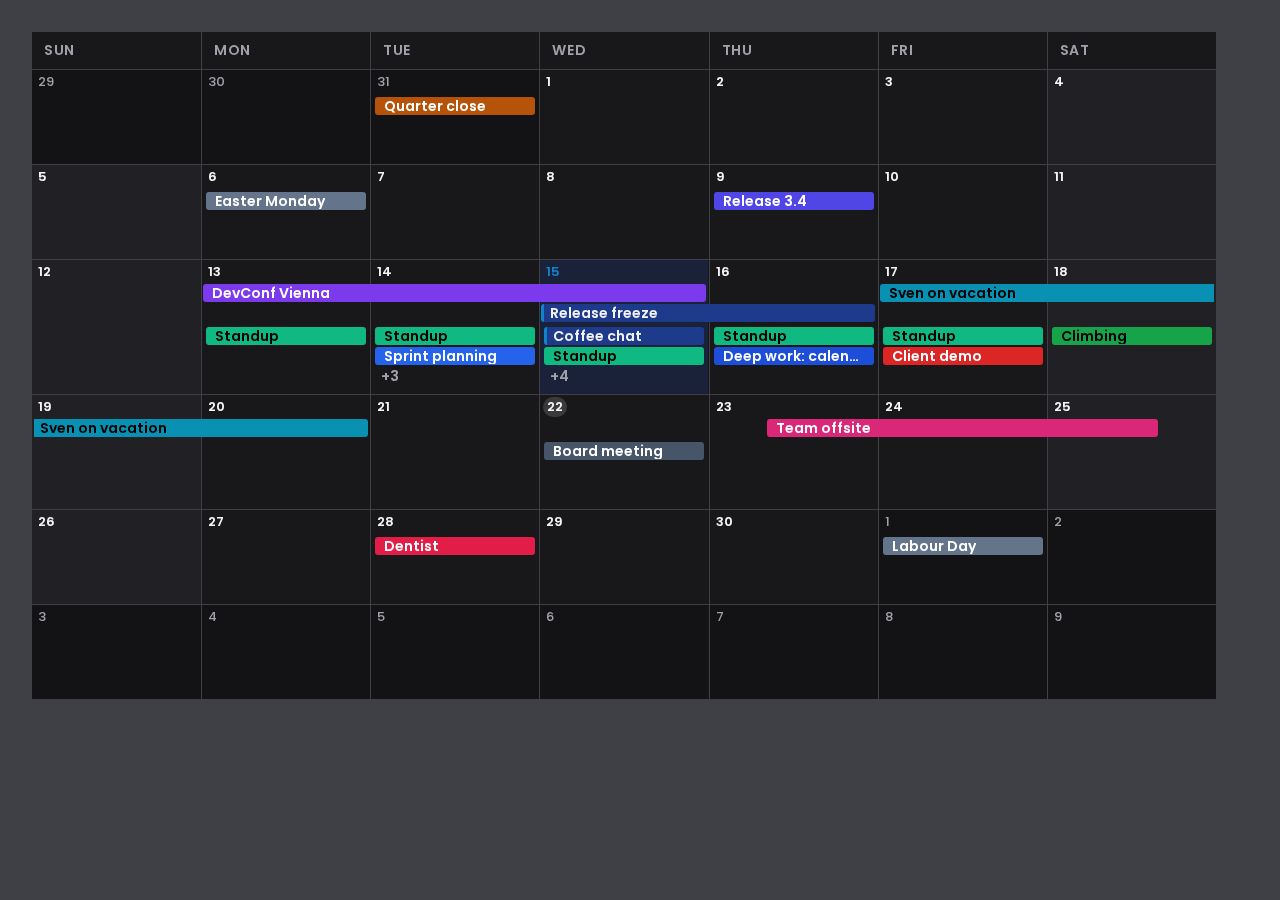 SUN MON TUE WED THU FRI SAT
29 30 31 1 2 3 4
Quarter close
5 6 7 8 9 10 11
Easter Monday Release 3.4
12 13 14 15 16 17 18
DevConf Vienna Sven on vacation
Release freeze
Standup Standup Coffee chat Standup Standup Climbing
Sprint planning Standup Deep work: calen... Client demo
+3 +4
19 20 21 22 23 24 25
Sven on vacation Team offsite
Board meeting
26 27 28 29 30 1 2
Dentist Labour Day
3 4 5 6 7 8 9